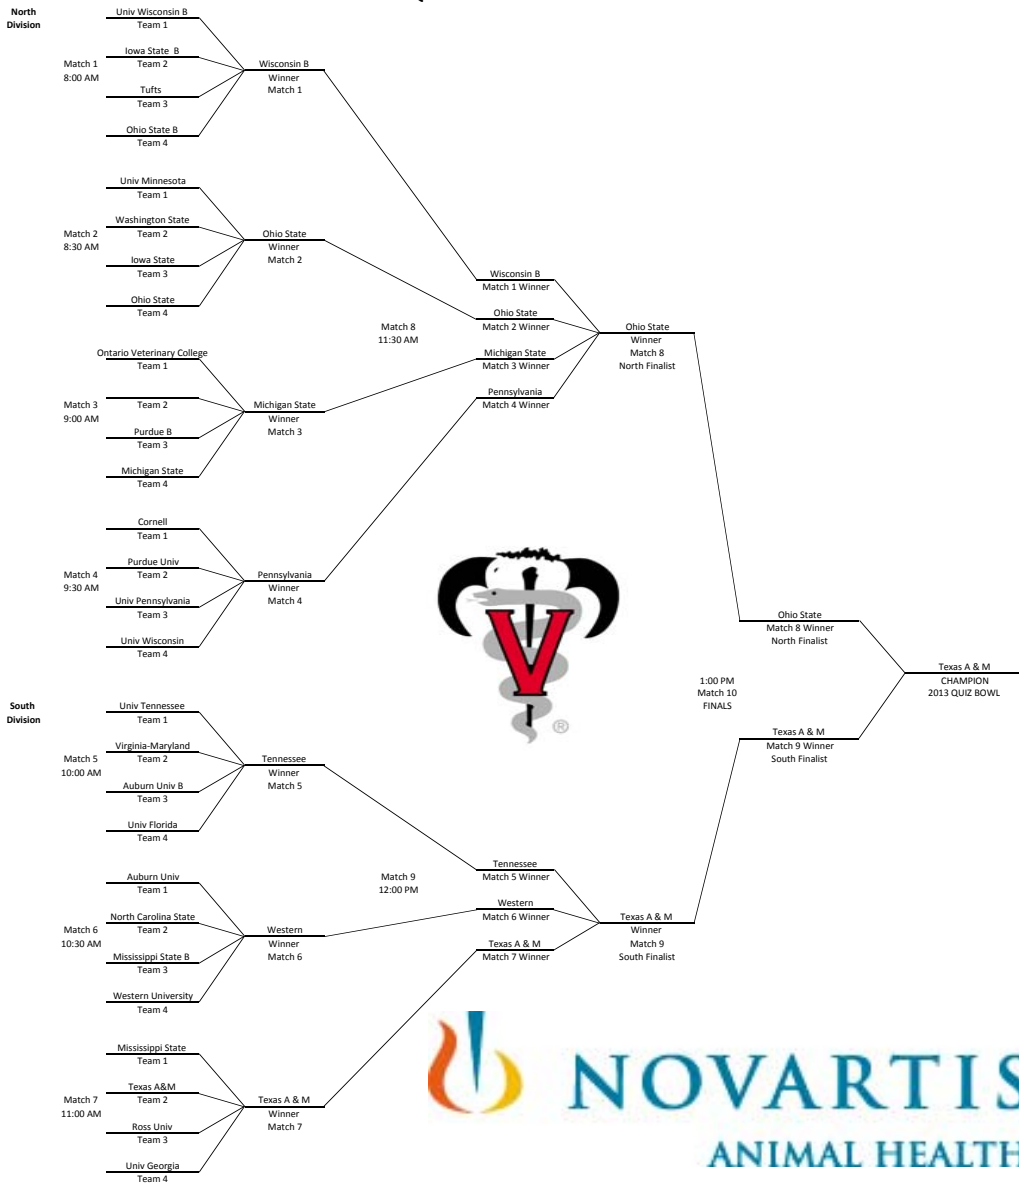 North
Division
Univ Wisconsin B
Team 1
Match 1
8:00 AM
Iowa State B
Team 2
Tufts
Team 3
Ohio State B
Team 4
Wisconsin B
Winner
Match 1
Match 2
8:30 AM
Univ Minnesota
Team 1
Washington State
Team 2
Iowa State
Team 3
Ohio State
Team 4
Ohio State
Winner
Match 2
Match 3
9:00 AM
Ontario Veterinary College
Team 1
Team 2
Purdue B
Team 3
Michigan State
Team 4
Michigan State
Winner
Match 3
Match 4
9:30 AM
Cornell
Team 1
Purdue Univ
Team 2
Univ Pennsylvania
Team 3
Univ Wisconsin
Team 4
Pennsylvania
Winner
Match 4
Match 8
11:30 AM
Wisconsin B
Match 1 Winner
Ohio State
Match 2 Winner
Michigan State
Match 3 Winner
Pennsylvania
Match 4 Winner
Ohio State
Winner
Match 8
North Finalist
V
®
South
Division
Match 5
10:00 AM
Univ Tennessee
Team 1
Virginia-Maryland
Team 2
Auburn Univ B
Team 3
Univ Florida
Team 4
Tennessee
Winner
Match 5
Match 6
10:30 AM
Auburn Univ
Team 1
North Carolina State
Team 2
Mississippi State B
Team 3
Western University
Team 4
Western
Winner
Match 6
Match 7
11:00 AM
Mississippi State
Team 1
Texas A&M
Team 2
Ross Univ
Team 3
Univ Georgia
Team 4
Texas A & M
Winner
Match 7
Match 9
12:00 PM
Tennessee
Match 5 Winner
Western
Match 6 Winner
Texas A & M
Match 7 Winner
Texas A & M
Winner
Match 9
South Finalist
1:00 PM
Match 10
FINALS
Ohio State
Match 8 Winner
North Finalist
Texas A & M
Match 9 Winner
South Finalist
Texas A & M
CHAMPION
2013 QUIZ BOWL
NOVARTIS
ANIMAL HEALTH